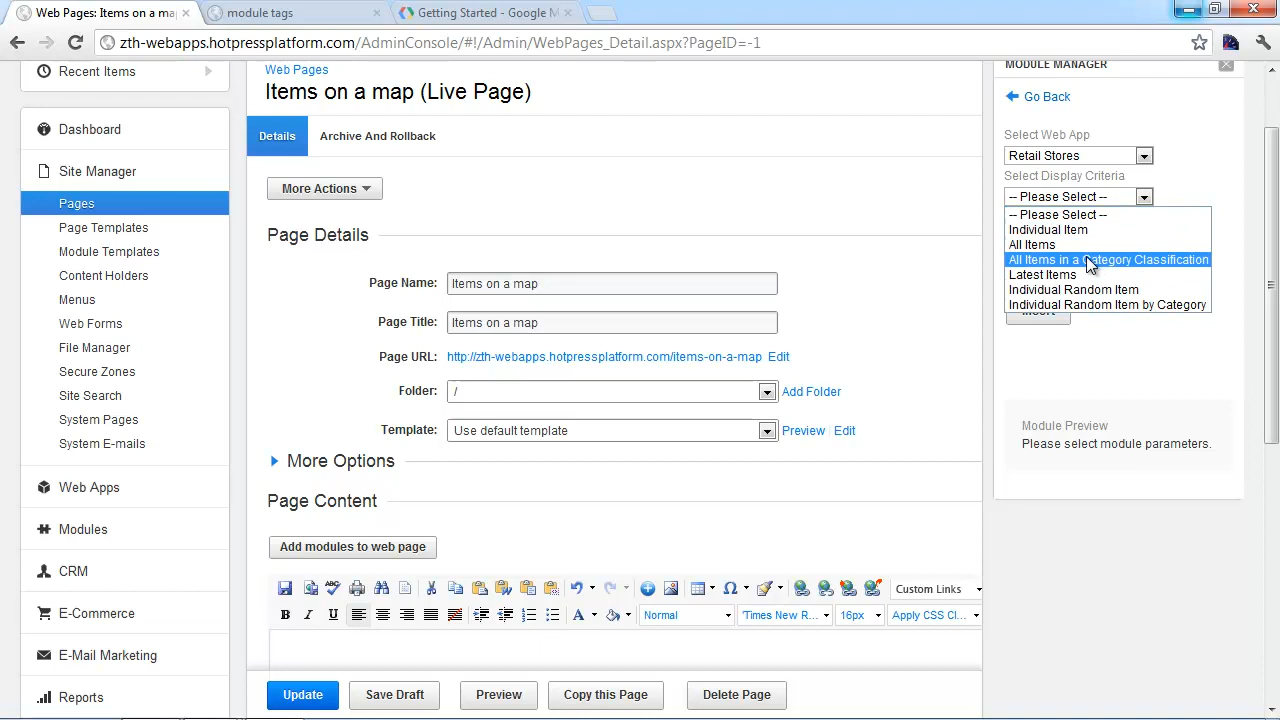 Web Pages: Items on a ma
module tags
Getting Started - Google M
zth-webapps.hotpressplatform.com/AdminConsole/#!/Admin/WebPages_Detail.aspx?PageID=-1
Recent Items
Dashboard
Site Manager
Pages
Page Templates
Module Templates
Content Holders
Menus
Web Forms
File Manager
Secure Zones
Site Search
System Pages
System E-mails
Web Apps
Modules
CRM
E-Commerce
E-Mail Marketing
Reports
Web Pages
Items on a map (Live Page)
Details
Archive And Rollback
More Actions
Page Details
Page Name: Items on a map
Page Title: Items on a map
Page URL: http://zth-webapps.hotpressplatform.com/items-on-a-map Edit
Folder: / Add Folder
Template: Use default template Preview Edit
More Options
Page Content
Add modules to web page
Custom Links
B I U A Normal 'Times New R... 16px Apply CSS Cl...
Update Save Draft Preview Copy this Page Delete Page
MODULE MANAGER
Go Back
Select Web App
Retail Stores
Select Display Criteria
-- Please Select --
-- Please Select --
Individual Item
All Items
All Items in a Category Classification
Latest Items
Individual Random Item
Individual Random Item by Category
Insert
Module Preview
Please select module parameters.